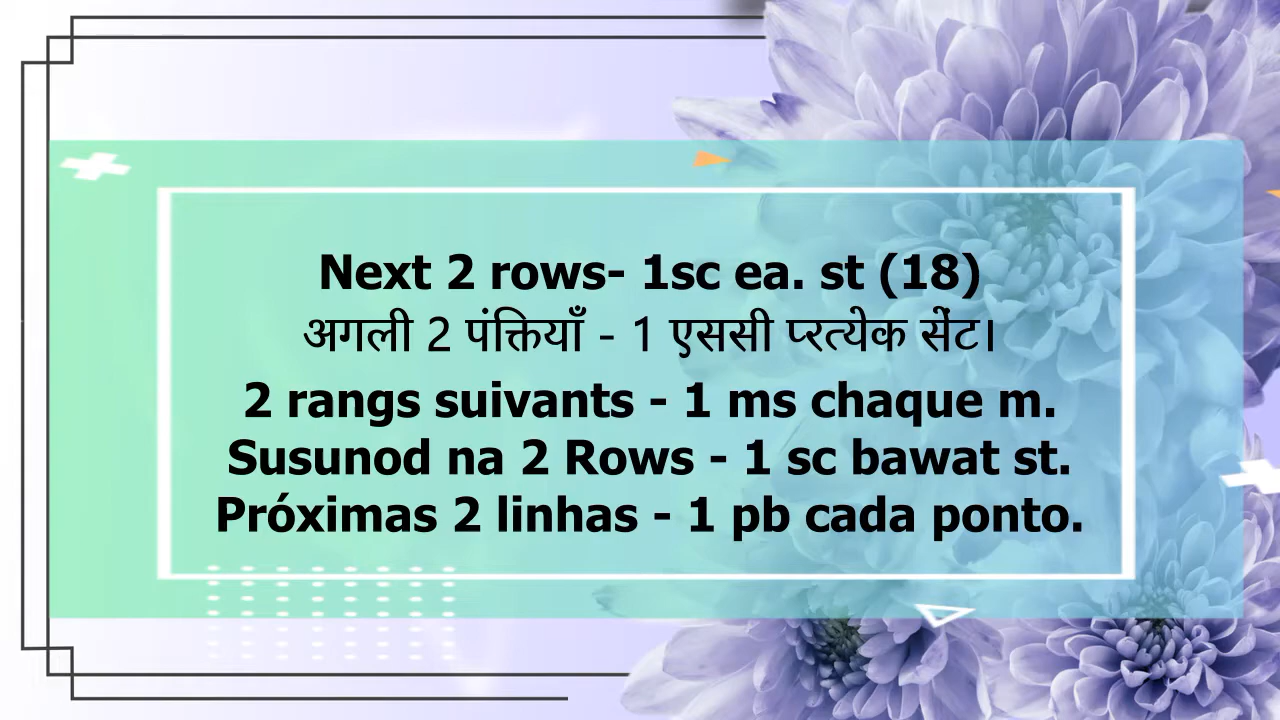 Next 2 rows- 1sc ea. st (18)
अगली 2 पंक्तियाँ - 1 एससी प्रत्येक सेंट।
2 rangs suivants - 1 ms chaque m.
Susunod na 2 Rows - 1 sc bawat st.
Próximas 2 linhas - 1 pb cada ponto.